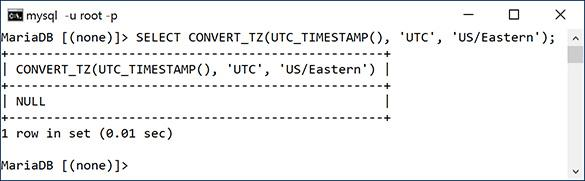 mysql -u root -p
MariaDB [(none)]> SELECT CONVERT_TZ(UTC_TIMESTAMP(), 'UTC', 'US/Eastern');
+--------------------------------------------------+
| CONVERT_TZ(UTC_TIMESTAMP(), 'UTC', 'US/Eastern') |
+--------------------------------------------------+
| NULL                                             |
+--------------------------------------------------+
1 row in set (0.01 sec)
MariaDB [(none)]>